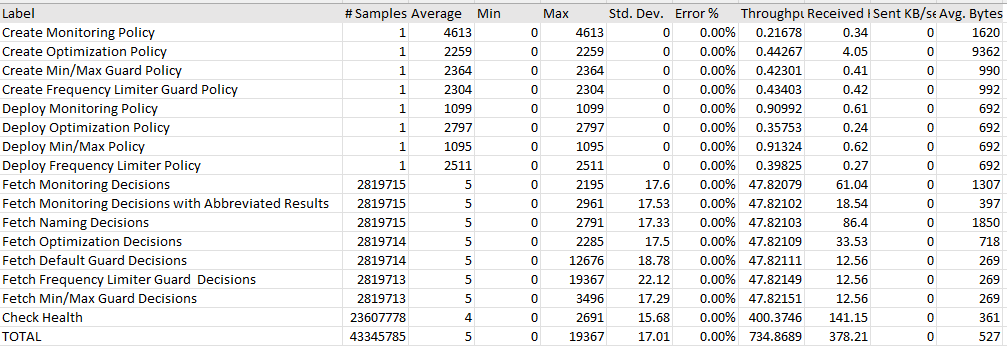 Label # Samples Average Min Max Std. Dev. Error % Throughpu Received Sent KB/se Avg. Bytes
Create Monitoring Policy 1 4613 0 4613 0 0.00% 0.21678 0.34 0 1620
Create Optimization Policy 1 2259 0 2259 0 0.00% 0.44267 4.05 0 9362
Create Min/Max Guard Policy 1 2364 0 2364 0 0.00% 0.42301 0.41 0 990
Create Frequency Limiter Guard Policy 1 2304 0 2304 0 0.00% 0.43403 0.42 0 992
Deploy Monitoring Policy 1 1099 0 1099 0 0.00% 0.90992 0.61 0 692
Deploy Optimization Policy 1 2797 0 2797 0 0.00% 0.35753 0.24 0 692
Deploy Min/Max Policy 1 1095 0 1095 0 0.00% 0.91324 0.62 0 692
Deploy Frequency Limiter Policy 1 2511 0 2511 0 0.00% 0.39825 0.27 0 692
Fetch Monitoring Decisions 2819715 5 0 2195 17.6 0.00% 47.82079 61.04 0 1307
Fetch Monitoring Decisions with Abbreviated Results 2819715 5 0 2961 17.53 0.00% 47.82102 18.54 0 397
Fetch Naming Decisions 2819715 5 0 2791 17.33 0.00% 47.82103 86.4 0 1850
Fetch Optimization Decisions 2819714 5 0 2285 17.5 0.00% 47.82109 33.53 0 718
Fetch Default Guard Decisions 2819714 5 0 12676 18.78 0.00% 47.82111 12.56 0 269
Fetch Frequency Limiter Guard Decisions 2819713 5 0 19367 22.12 0.00% 47.82149 12.56 0 269
Fetch Min/Max Guard Decisions 2819713 5 0 3496 17.29 0.00% 47.82151 12.56 0 269
Check Health 23607778 4 0 2691 15.68 0.00% 400.3746 141.15 0 361
TOTAL 43345785 5 0 19367 17.01 0.00% 734.8689 378.21 0 527